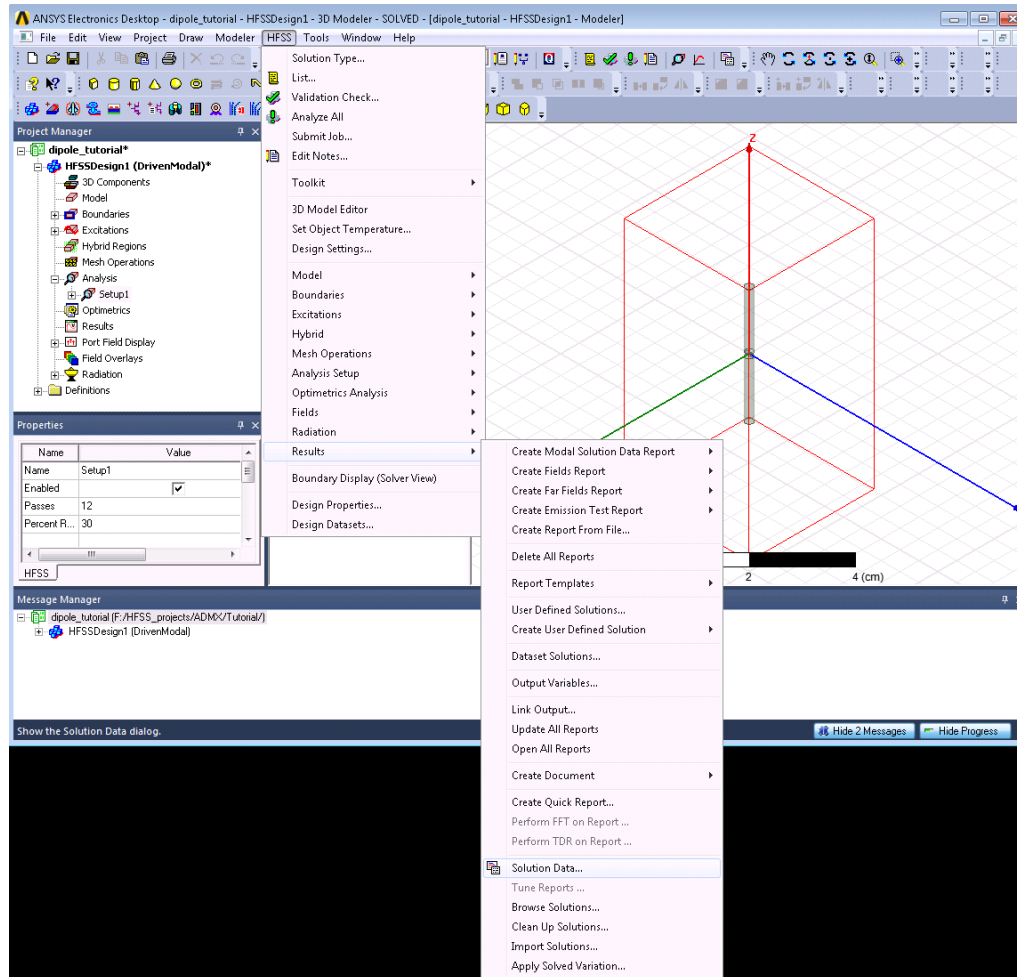 ANSYS Electronics Desktop - dipole_tutorial - HFSSDesign1 - 3D Modeler - SOLVED - [dipole_tutorial - HFSSDesign1 - Modeler]
File Edit View Project Draw Modeler HFSS Tools Window Help
Solution Type...
List...
Validation Check...
Analyze All
Submit Job...
Edit Notes...
Toolkit
3D Model Editor
Set Object Temperature...
Design Settings...
Model
Boundaries
Excitations
Hybrid
Mesh Operations
Analysis Setup
Optimetrics Analysis
Fields
Radiation
Results
Boundary Display (Solver View)
Design Properties...
Design Datasets...
Project Manager
dipole_tutorial*
HFSSDesign1 (DrivenModal)*
3D Components
Model
Boundaries
Excitations
Hybrid Regions
Mesh Operations
Analysis
Setup1
Optimetrics
Results
Port Field Display
Field Overlays
Radiation
Definitions
Properties
Name Value
Name Setup1
Enabled
Passes 12
Percent R... 30
HFSS
Z
2 4 (cm)
Create Modal Solution Data Report
Create Fields Report
Create Far Fields Report
Create Emission Test Report
Create Report From File...
Delete All Reports
Report Templates
User Defined Solutions...
Create User Defined Solution
Dataset Solutions...
Output Variables...
Link Output...
Update All Reports
Open All Reports
Create Document
Create Quick Report...
Perform FFT on Report ...
Perform TDR on Report ...
Solution Data...
Tune Reports ...
Browse Solutions...
Clean Up Solutions...
Import Solutions...
Apply Solved Variation...
Message Manager
dipole_tutorial (F:/HFSS_projects/ADMX/Tutorial/)
HFSSDesign1 (DrivenModal)
Show the Solution Data dialog.
Hide 2 Messages Hide Progress